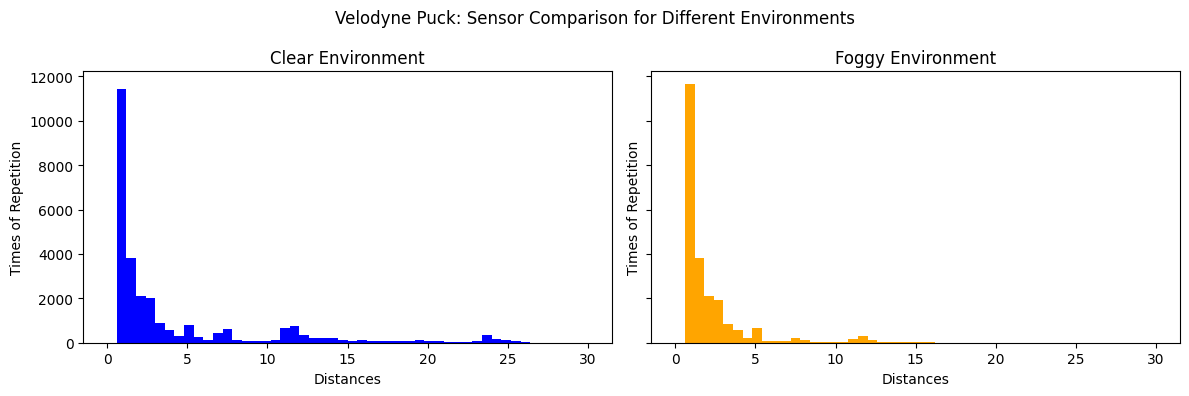 Velodyne Puck: Sensor Comparison for Different Environments
Clear Environment
Foggy Environment
12000
10000
8000
6000
4000
2000
0
Times of Repetition
Times of Repetition
0 5 10 15 20 25 30
0 5 10 15 20 25 30
Distances
Distances